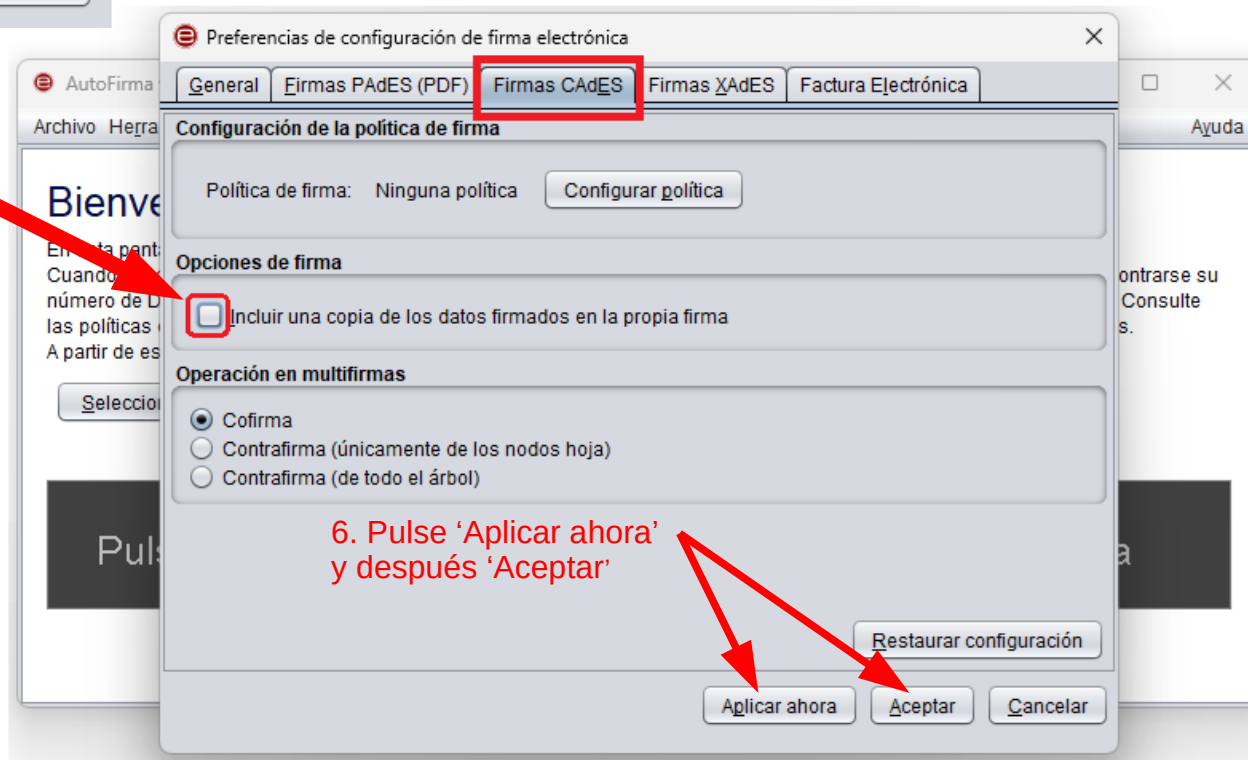 Preferencias de configuración de firma electrónica
AutoFirma
General Firmas PAdES (PDF) Firmas CAdES Firmas XAdES Factura Electrónica
Archivo
Ayuda
Configuración de la política de firma
Política de firma: Ninguna política Configurar política
Opciones de firma
Cuando
ontrarse su
número de D
Consulte
las políticas
s.
A partir de es
Incluir una copia de los datos firmados en la propia firma
Operación en multifirmas
Cofirma
Contrafirma (únicamente de los nodos hoja)
Contrafirma (de todo el árbol)
6. Pulse ‘Aplicar ahora’
y después ‘Aceptar’
Restaurar configuración
Aplicar ahora Aceptar Cancelar